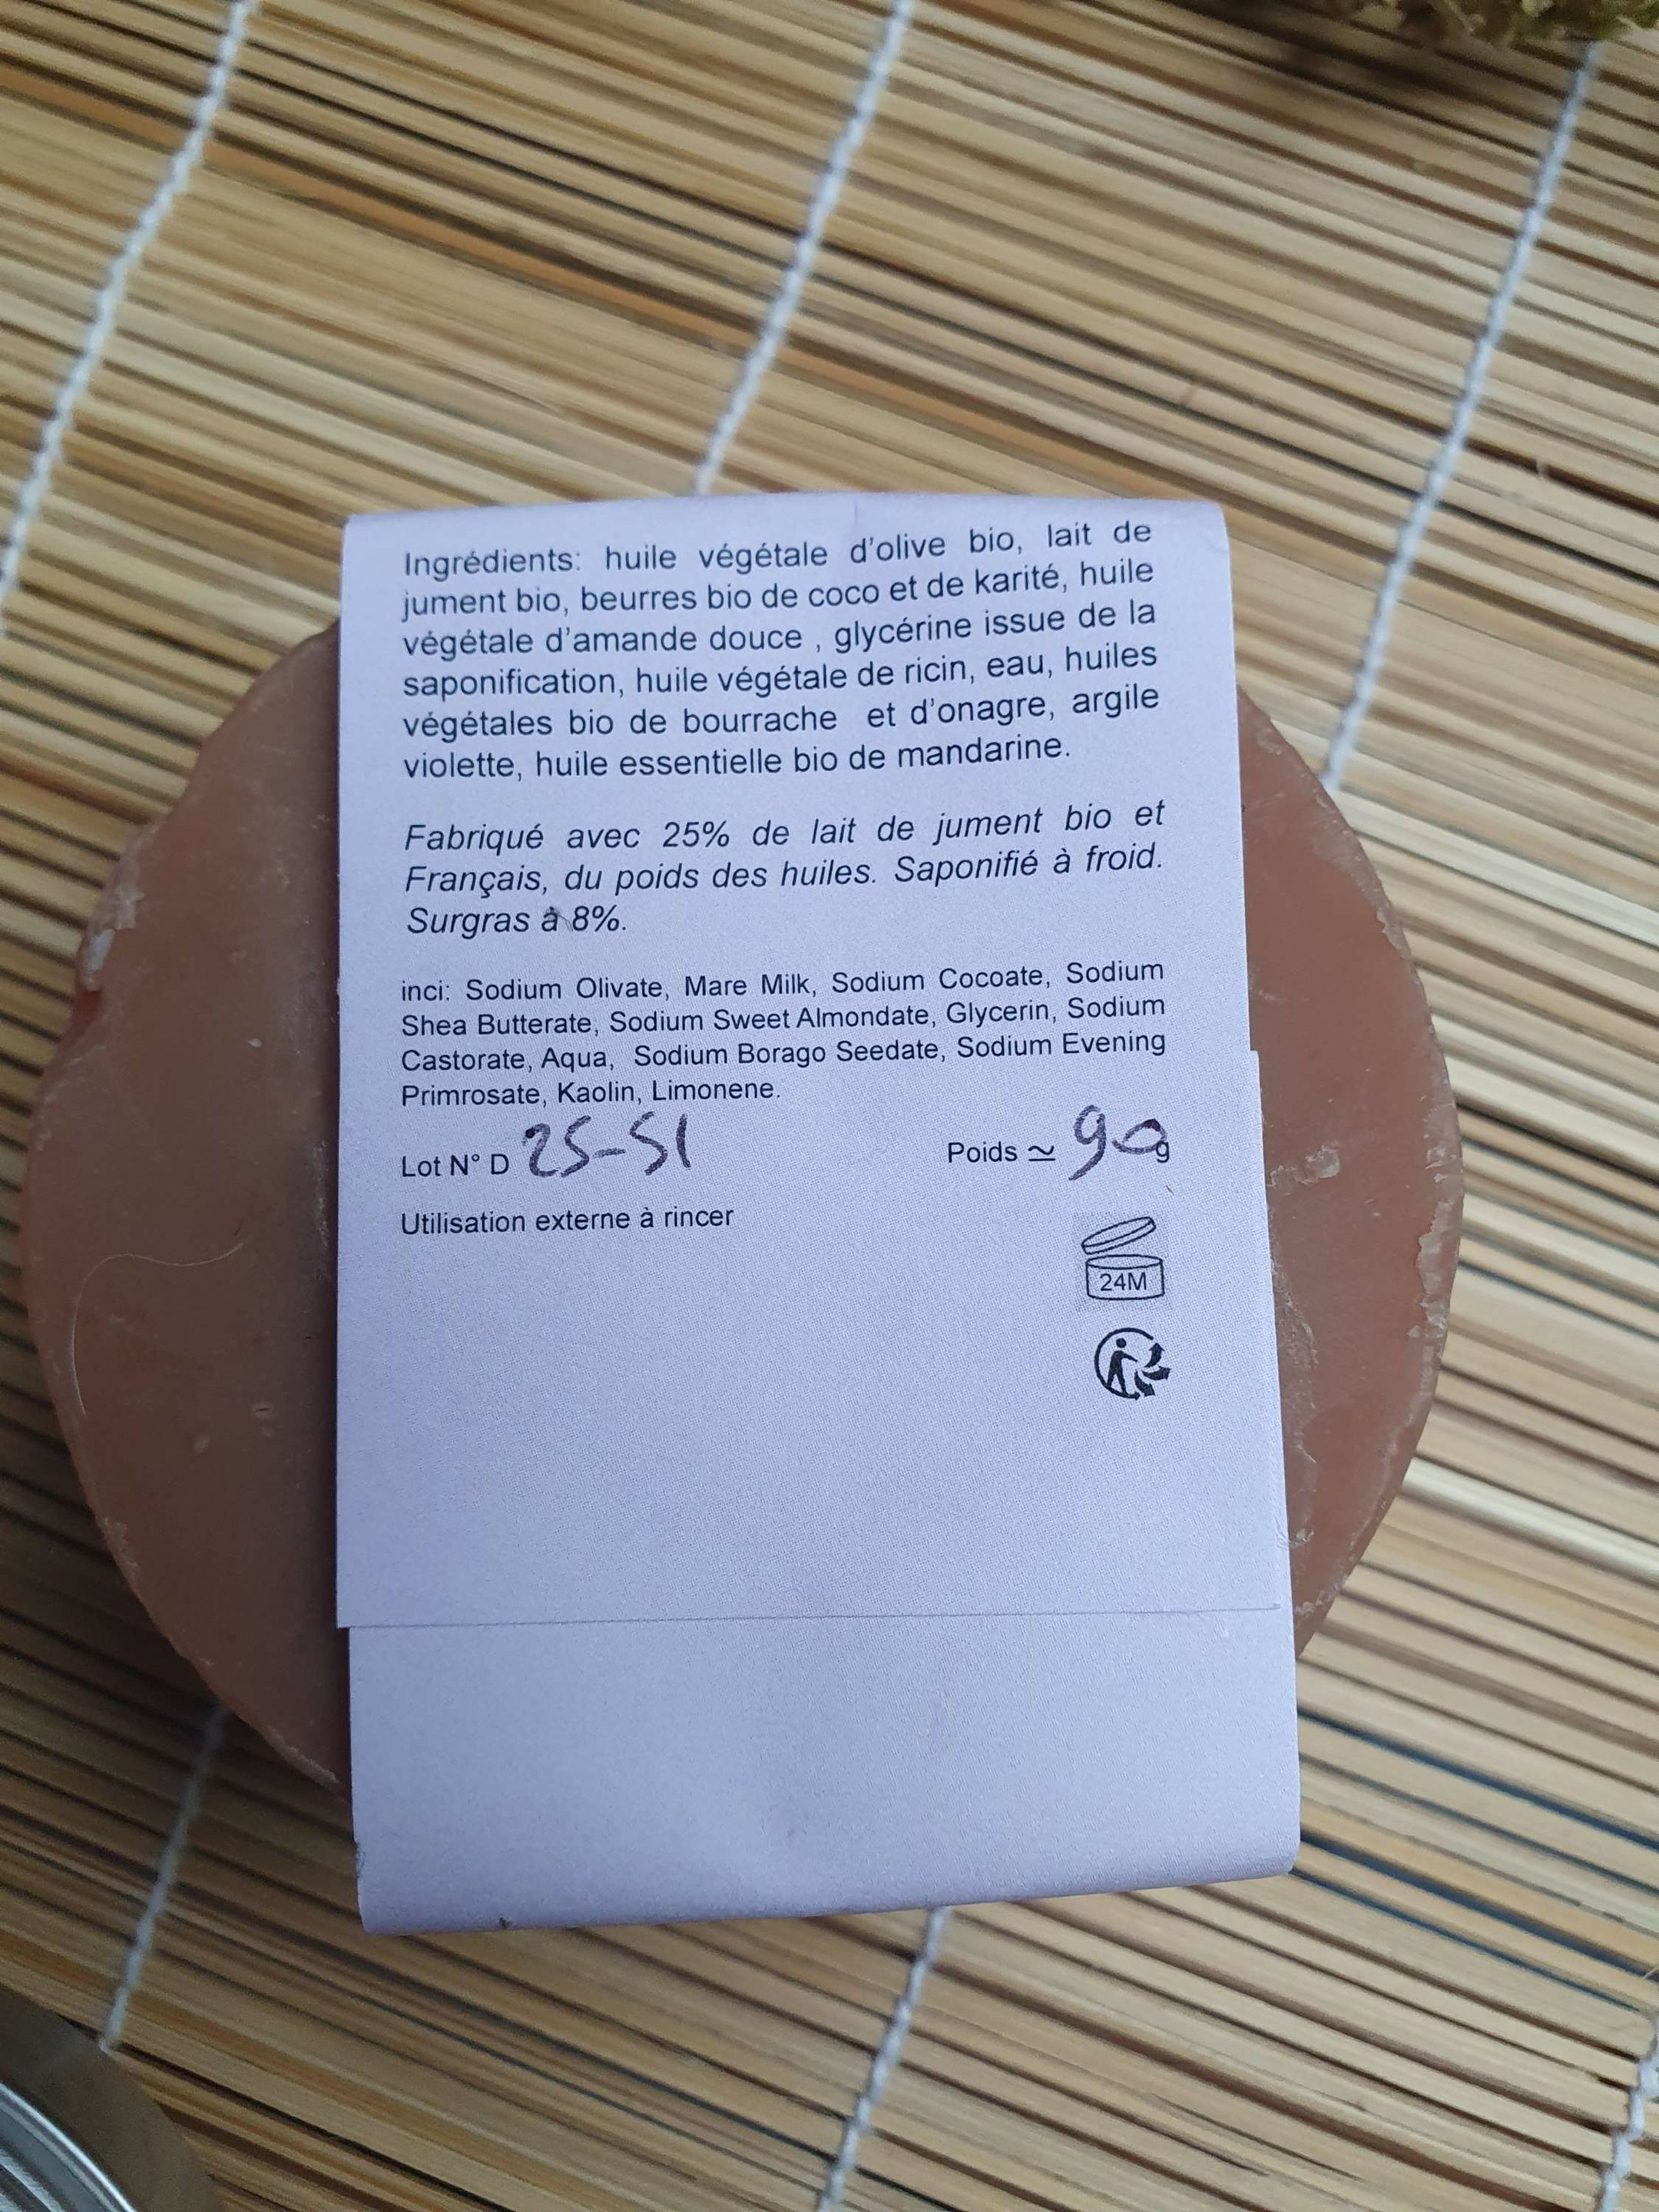 Ingrédients: huile végétale d'olive bio, lait de
jument bio, beurres bio de coco et de karité, huile
végétale d'amande douce , glycérine issue de la
saponification, huile végétale de ricin, eau, huiles
végétales bio de bourrache et d'onagre, argile
violette, huile essentielle bio de mandarine.
Fabriqué avec 25% de lait de jument bio et
Français, du poids des huiles. Saponifié à froid.
Surgras à 8%.
inci: Sodium Olivate, Mare Milk, Sodium Cocoate, Sodium
Shea Butterate, Sodium Sweet Almondate, Glycerin, Sodium
Castorate, Aqua, Sodium Borago Seedate, Sodium Evening
Primrosate, Kaolin, Limonene.
Lot N° D 25-51 Poids ≃ 90g
Utilisation externe à rincer
24M